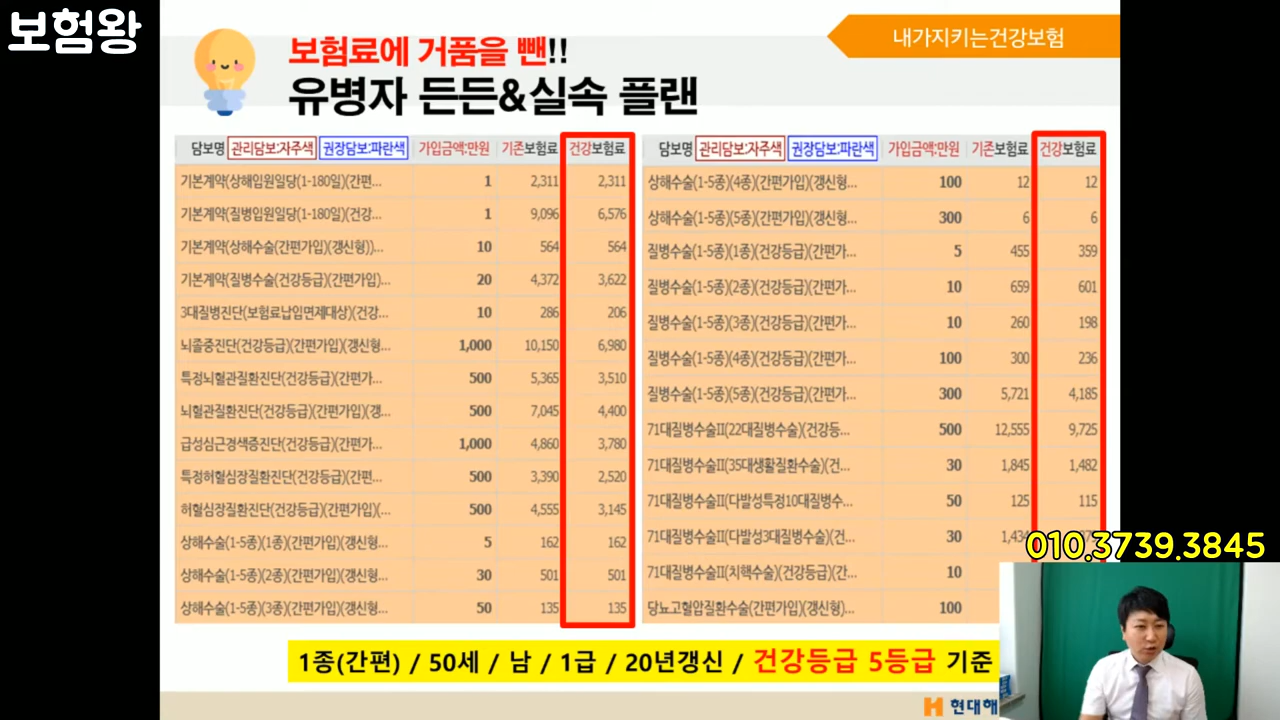 보험왕
내가지키는건강보험
보험료에 거품을 뺀!!
유병자 든든&실속 플랜
담보명 관리담보:자주색 권장담보:파란색 가입금액:만원 기존보험료 건강보험료
기본계약(상해입원일당(1-180일)(간편... 1 2,311 2,311
기본계약(질병입원일당(1-180일)(건강... 1 9,096 6,576
기본계약(상해수술(간편가입)(갱신형))... 10 564 564
기본계약(질병수술(건강등급)(간편가입)... 20 4,372 3,622
3대질병진단(보험료납입면제대상)(건강... 10 286 206
뇌졸중진단(건강등급)(간편가입)(갱신형... 1,000 10,150 6,980
특정뇌혈관질환진단(건강등급)(간편가... 500 5,365 3,510
뇌혈관질환진단(건강등급)(간편가입)(갱... 500 7,045 4,400
급성심근경색증진단(건강등급)(간편가... 1,000 4,860 3,780
특정허혈심장질환진단(건강등급)(간편... 500 3,390 2,520
허혈심장질환진단(건강등급)(간편가입)(... 500 4,555 3,145
상해수술(1-5종)(1종)(간편가입)(갱신형... 5 162 162
상해수술(1-5종)(2종)(간편가입)(갱신형... 30 501 501
상해수술(1-5종)(3종)(간편가입)(갱신형... 50 135 135
담보명 관리담보:자주색 권장담보:파란색 가입금액:만원 기존보험료 건강보험료
상해수술(1-5종)(4종)(간편가입)(갱신형... 100 12 12
상해수술(1-5종)(5종)(간편가입)(갱신형... 300 6 6
질병수술(1-5종)(1종)(건강등급)(간편가... 5 455 359
질병수술(1-5종)(2종)(건강등급)(간편가... 10 659 601
질병수술(1-5종)(3종)(건강등급)(간편가... 10 260 198
질병수술(1-5종)(4종)(건강등급)(간편가... 100 300 236
질병수술(1-5종)(5종)(건강등급)(간편가... 300 5,721 4,185
71대질병수술II(22대질병수술)(건강등... 500 12,555 9,725
71대질병수술II(35대생활질환수술)(건... 30 1,845 1,482
71대질병수술II(다발성특정10대질병수... 50 125 115
71대질병수술II(다발성3대질병수술)(건... 30
71대질병수술II(치핵수술)(건강등급)(간... 10
당뇨고혈압질환수술(간편가입)(갱신형)... 100
010.3739.3845
1종(간편) / 50세 / 남 / 1급 / 20년갱신 / 건강등급 5등급 기준
현대해